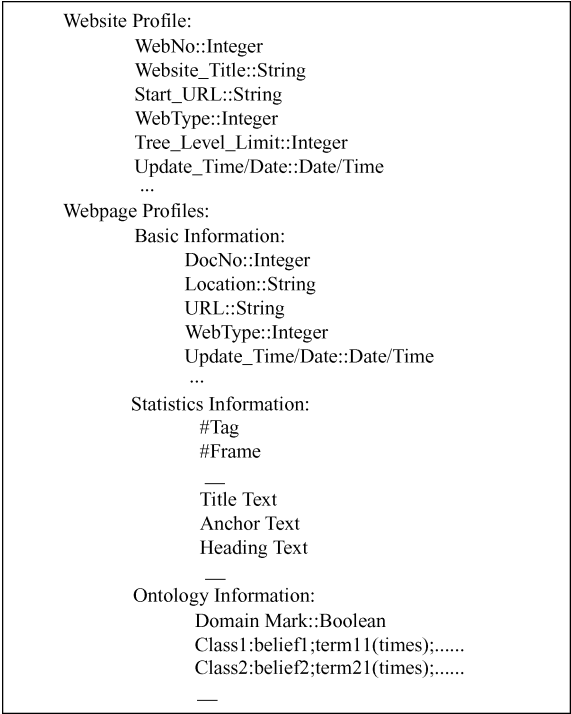 Website Profile:
WebNo::Integer
Website_Title::String
Start_URL::String
WebType::Integer
Tree_Level_Limit::Integer
Update_Time/Date::Date/Time
...
Webpage Profiles:
Basic Information:
DocNo::Integer
Location::String
URL::String
WebType::Integer
Update_Time/Date::Date/Time
...
Statistics Information:
#Tag
#Frame
__
Title Text
Anchor Text
Heading Text
__
Ontology Information:
Domain Mark::Boolean
Class1:belief1;term11(times);......
Class2:belief2;term21(times);......
__